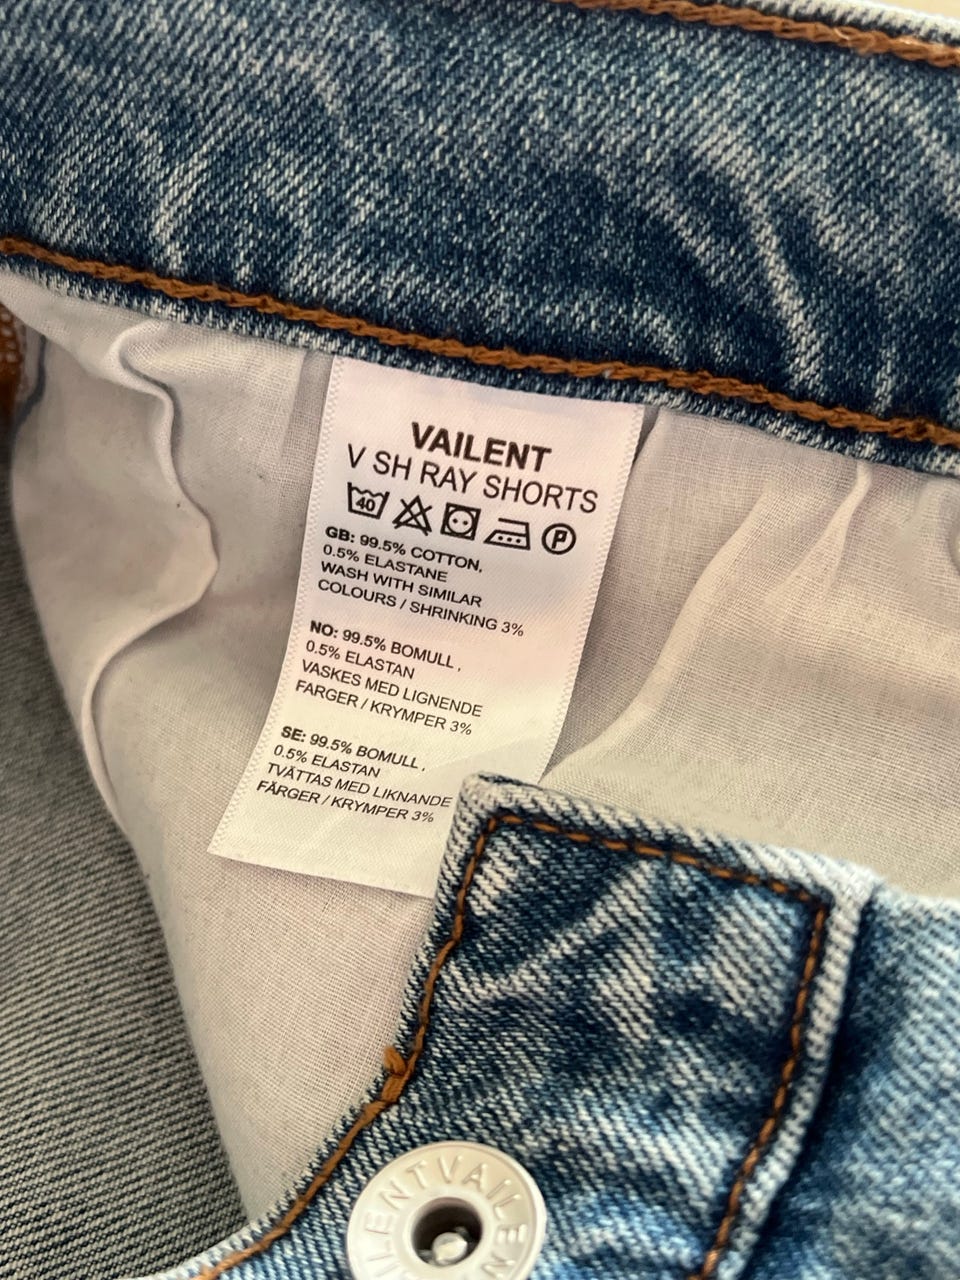 VAILENT
V SH RAY SHORTS
40 P
GB: 99.5% COTTON,
0.5% ELASTANE
WASH WITH SIMILAR
COLOURS / SHRINKING 3%
NO: 99.5% BOMULL ,
0.5% ELASTAN
VASKES MED LIGNENDE
FARGER / KRYMPER 3%
SE: 99.5% BOMULL ,
0.5% ELASTAN
TVÄTTAS MED LIKNANDE
FÄRGER / KRYMPER 3%
ILENTVAILEN